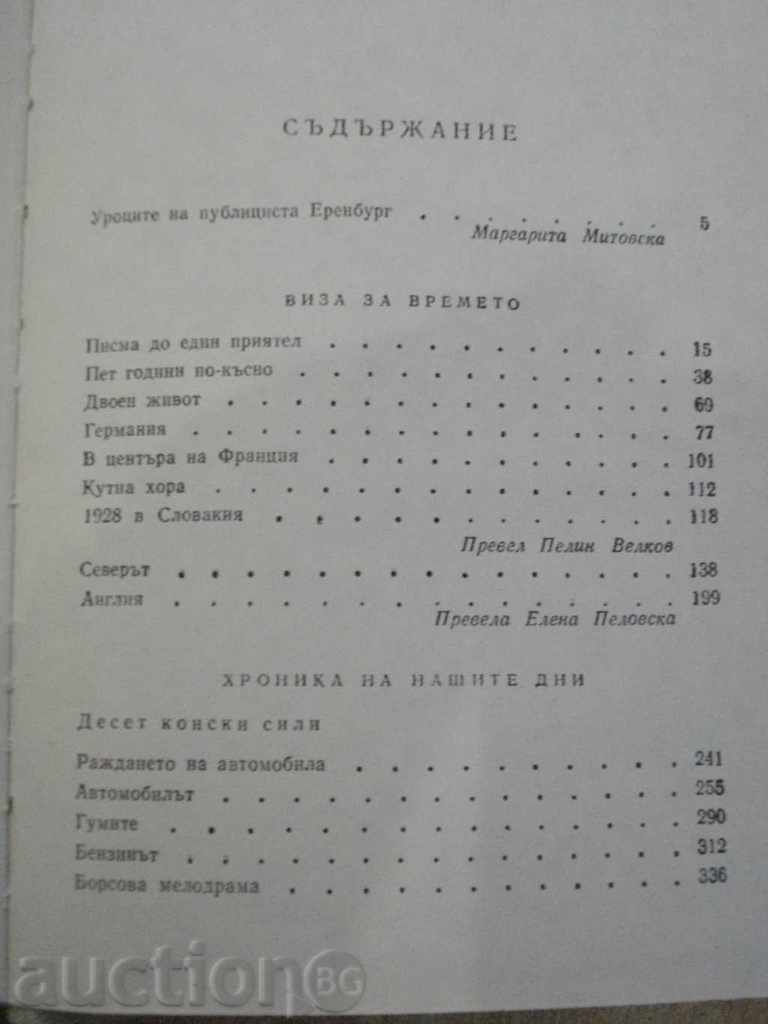 СЪДЪРЖАНИЕ
Уроците на публициста Еренбург . . . . . . . . 5
Маргарита Митовска
ВИЗА ЗА ВРЕМЕТО
Писма до един приятел . . . . . . . . . . . 15
Пет години по-късно . . . . . . . . . . . . 38
Двоен живот . . . . . . . . . . . . . . 69
Германия . . . . . . . . . . . . . . . 77
В центъра на Франция . . . . . . . . . . 101
Кутна хора . . . . . . . . . . . . . . 112
1928 в Словакия . . . . . . . . . . . . 118
Превел Пелин Велков
Северът . . . . . . . . . . . . . . . 138
Англия . . . . . . . . . . . . . . . 199
Превела Елена Пеловска
ХРОНИКА НА НАШИТЕ ДНИ
Десет конски сили
Раждането на автомобила . . . . . . . . . . 241
Автомобилът . . . . . . . . . . . . . . 255
Гумите . . . . . . . . . . . . . . . 290
Бензинът . . . . . . . . . . . . . . . 312
Борсова мелодрама . . . . . . . . . . . 336
auction BG